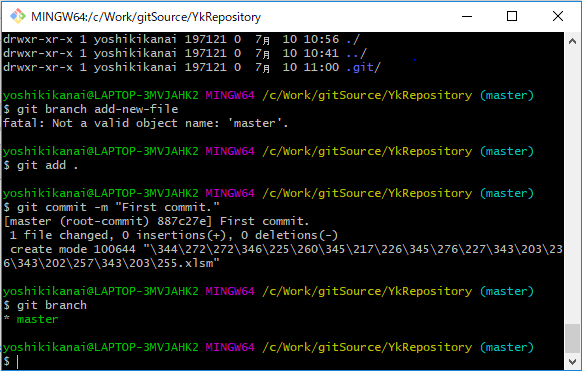 MINGW64:/c/Work/gitSource/YkRepository
drwxr-xr-x 1 yoshikikanai 197121 0  7月  10 10:56 ./
drwxr-xr-x 1 yoshikikanai 197121 0  7月  10 10:41 ../
drwxr-xr-x 1 yoshikikanai 197121 0  7月  10 11:00 .git/
yoshikikanai@LAPTOP-3MVJAHK2 MINGW64 /c/Work/gitSource/YkRepository (master)
$ git branch add-new-file
fatal: Not a valid object name: 'master'.
yoshikikanai@LAPTOP-3MVJAHK2 MINGW64 /c/Work/gitSource/YkRepository (master)
$ git add .
yoshikikanai@LAPTOP-3MVJAHK2 MINGW64 /c/Work/gitSource/YkRepository (master)
$ git commit -m "First commit."
[master (root-commit) 887c27e] First commit.
 1 file changed, 0 insertions(+), 0 deletions(-)
 create mode 100644 "\344\272\272\346\225\260\345\217\226\345\276\227\343\203\23
6\343\202\257\343\203\255.xlsm"
yoshikikanai@LAPTOP-3MVJAHK2 MINGW64 /c/Work/gitSource/YkRepository (master)
$ git branch
* master
yoshikikanai@LAPTOP-3MVJAHK2 MINGW64 /c/Work/gitSource/YkRepository (master)
$